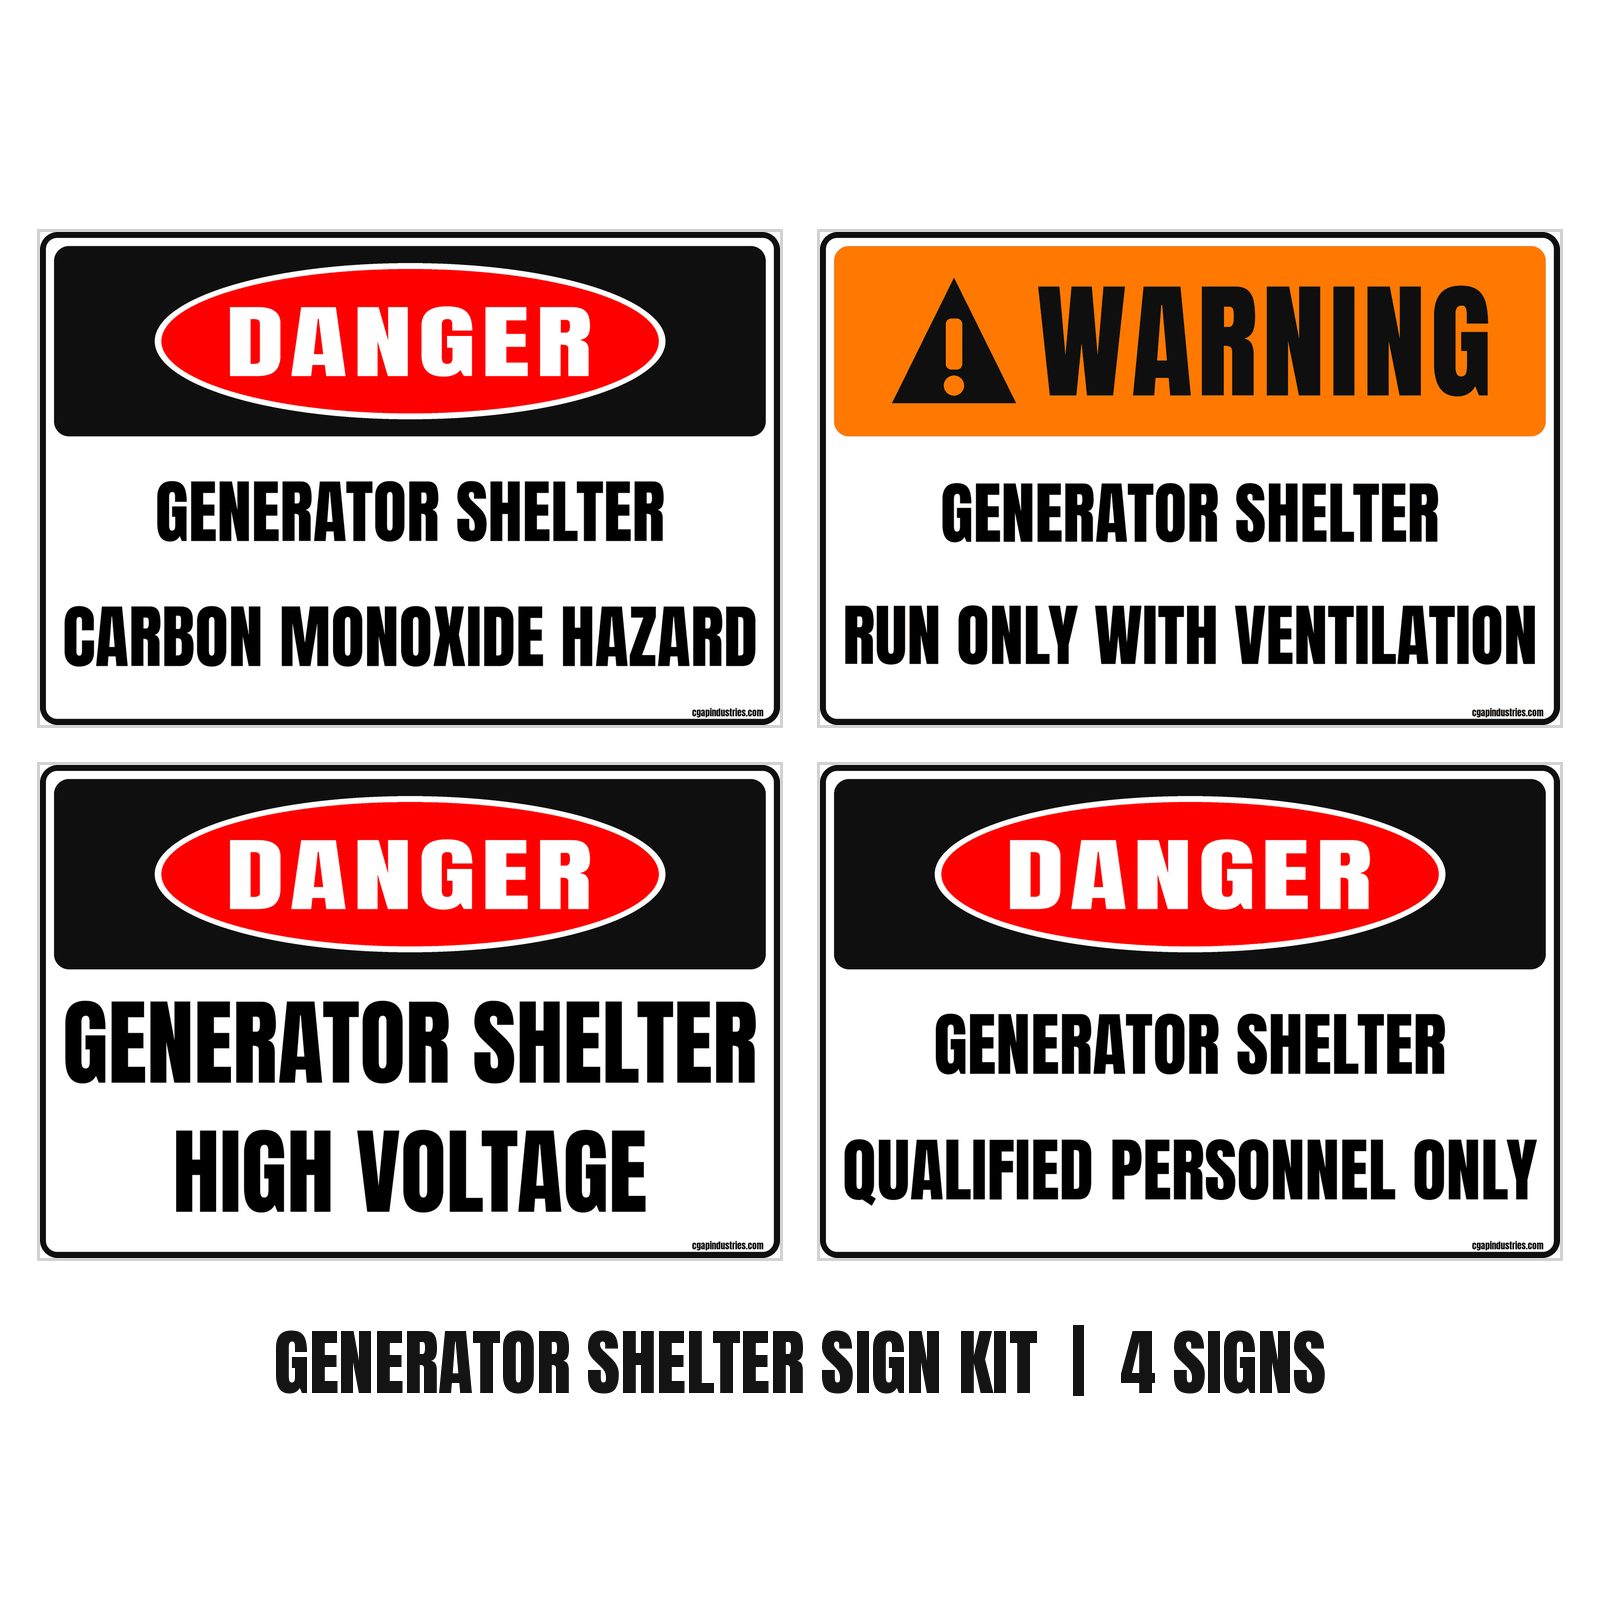 DANGER
GENERATOR SHELTER
CARBON MONOXIDE HAZARD
cgapindustries.com
WARNING
GENERATOR SHELTER
RUN ONLY WITH VENTILATION
cgapindustries.com
DANGER
GENERATOR SHELTER
HIGH VOLTAGE
cgapindustries.com
DANGER
GENERATOR SHELTER
QUALIFIED PERSONNEL ONLY
cgapindustries.com
GENERATOR SHELTER SIGN KIT | 4 SIGNS